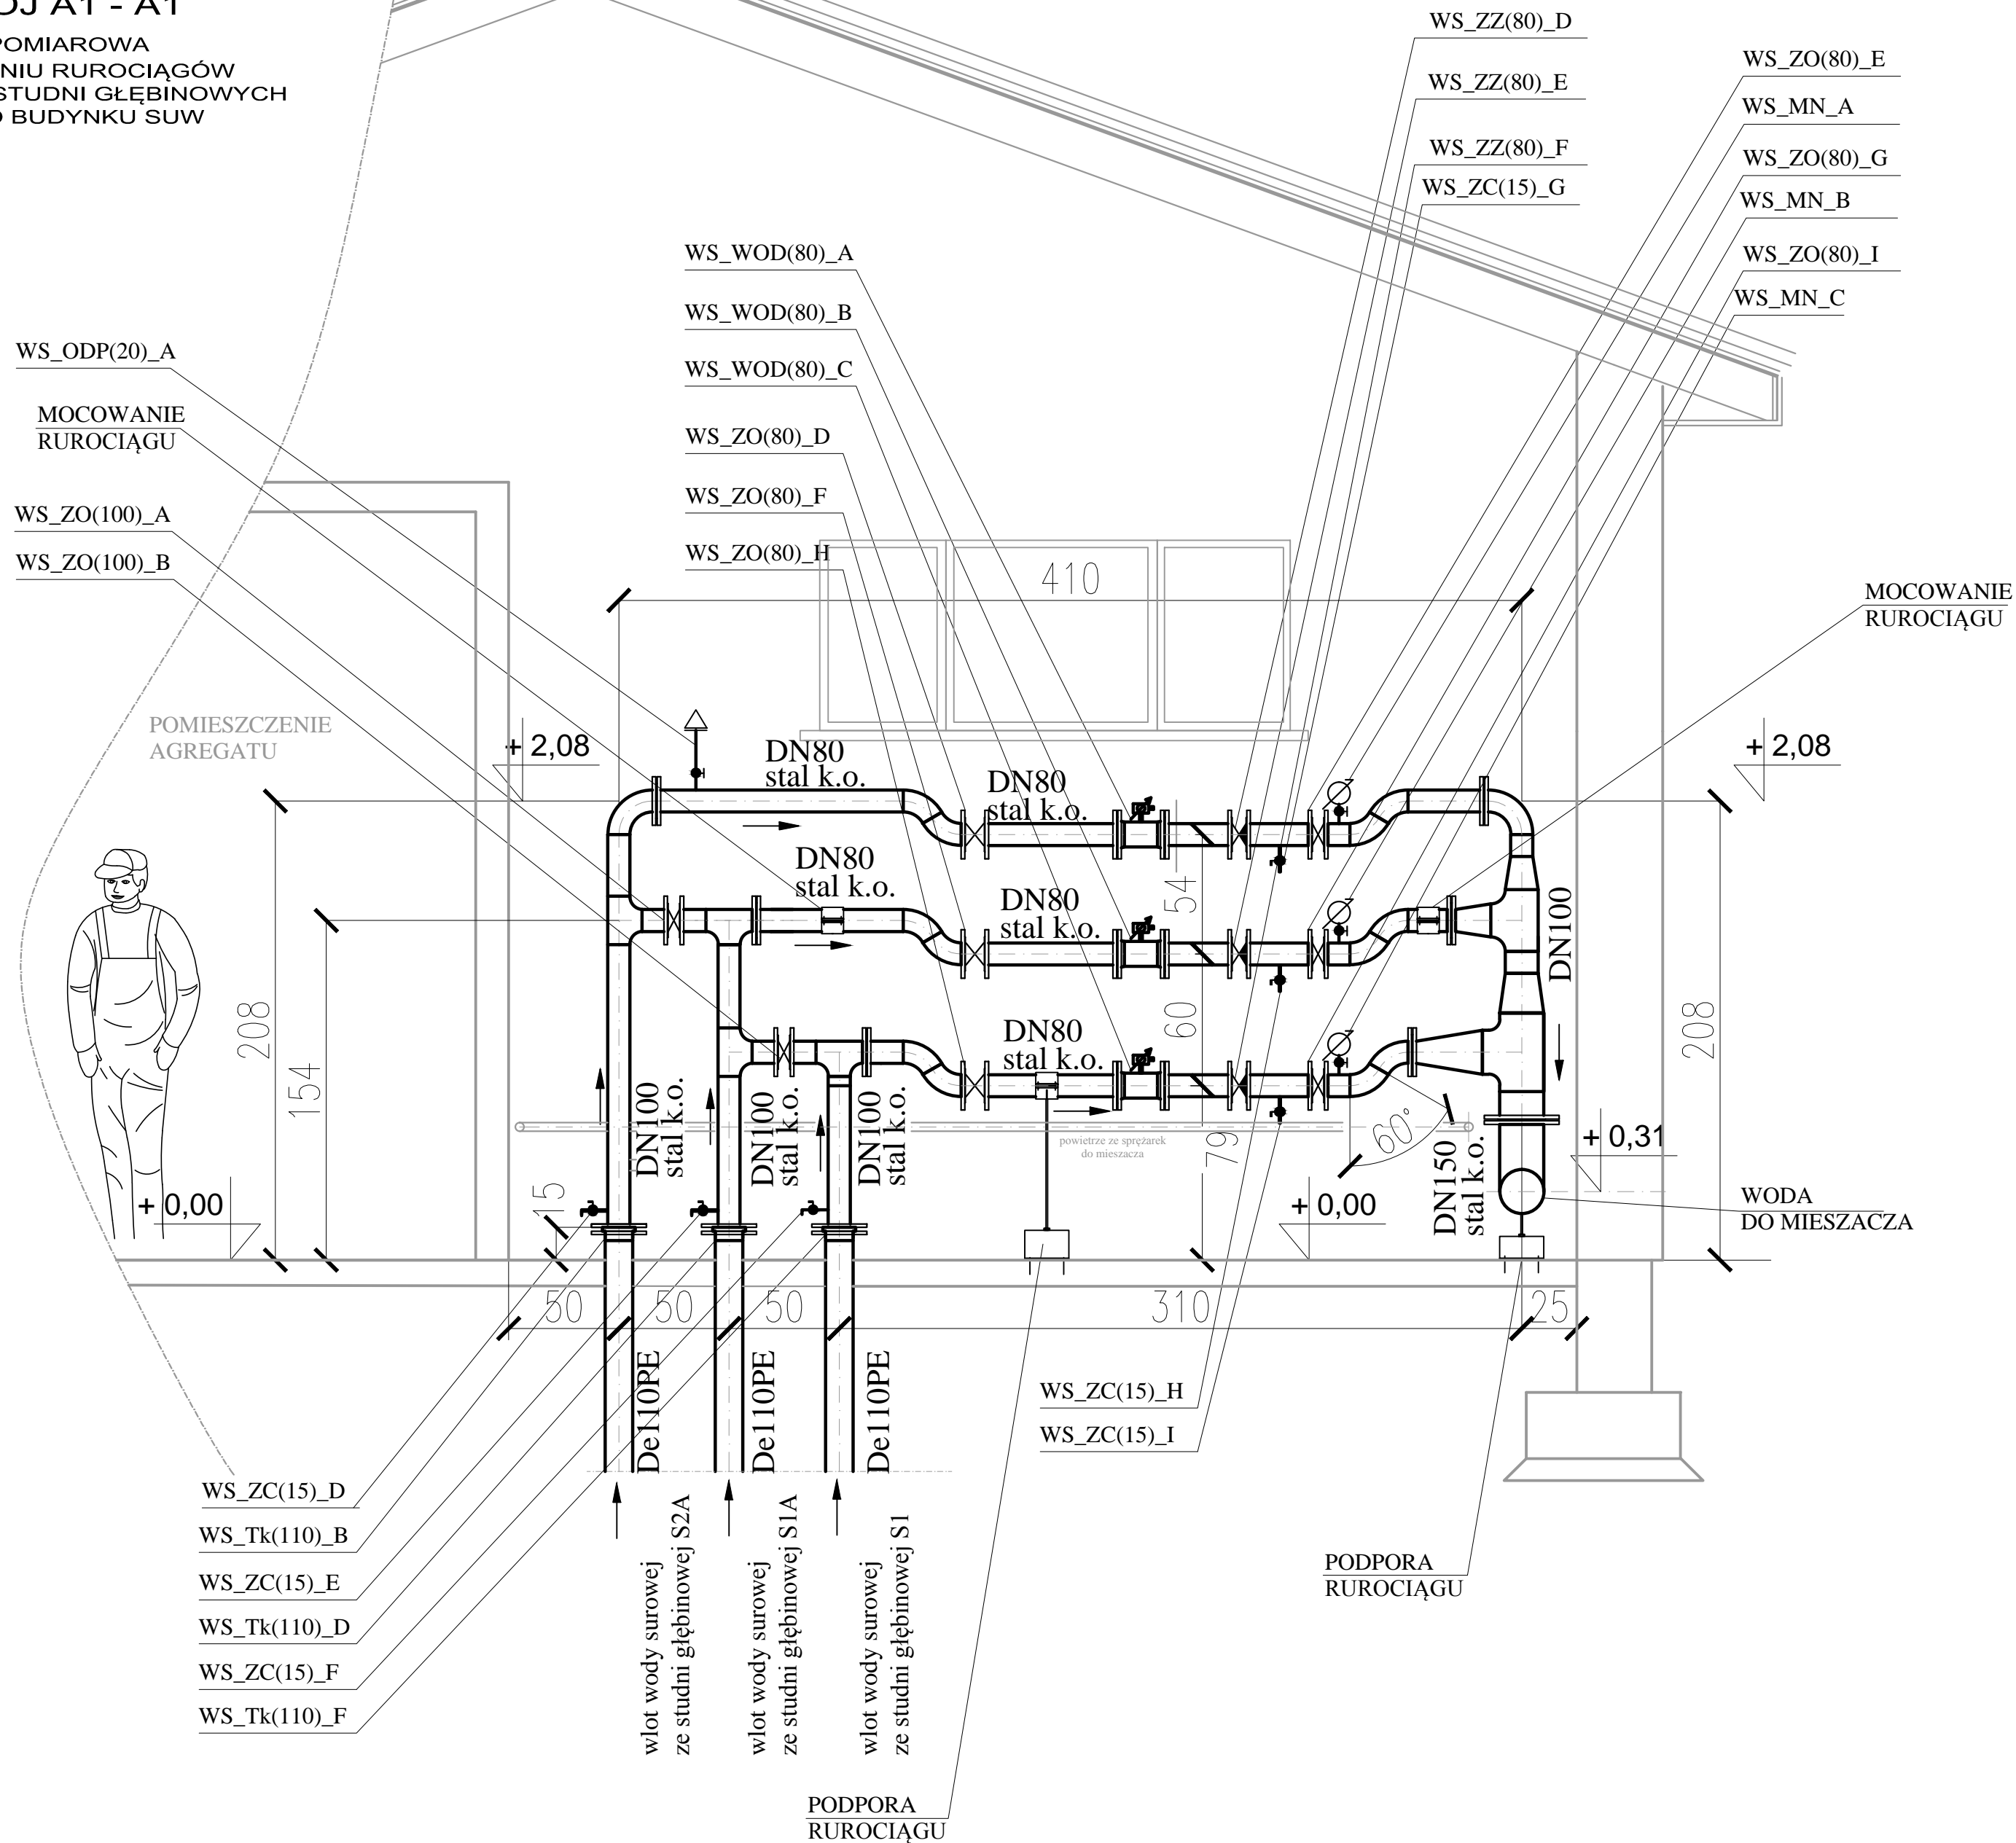 OJ A1 - A1
POMIAROWA
NIU RUROCIĄGÓW
STUDNI GŁĘBINOWYCH
BUDYNKU SUW
WS_ZZ(80)_D
WS_ZZ(80)_E
WS_ZZ(80)_F
WS_ZC(15)_G
WS_ZO(80)_E
WS_MN_A
WS_ZO(80)_G
WS_MN_B
WS_ZO(80)_I
WS_MN_C
WS_WOD(80)_A
WS_WOD(80)_B
WS_WOD(80)_C
WS_ZO(80)_D
WS_ZO(80)_F
WS_ZO(80)_H
WS_ODP(20)_A
MOCOWANIE
RUROCIĄGU
WS_ZO(100)_A
WS_ZO(100)_B
410
MOCOWANIE
RUROCIĄGU
POMIESZCZENIE
AGREGATU
+ 2,08
+ 2,08
DN80
stal k.o.
DN80
stal k.o.
DN80
stal k.o.
DN80
stal k.o.
DN80
stal k.o.
54
60
79
DN100
208
154
208
DN100
stal k.o.
DN100
stal k.o.
DN100
stal k.o.
powietrze ze sprężarek
do mieszacza
60°
DN150
stal k.o.
+ 0,31
+ 0,00
15
+ 0,00
WODA
DO MIESZACZA
50
50
50
310
25
De110PE
De110PE
De110PE
WS_ZC(15)_H
WS_ZC(15)_I
WS_ZC(15)_D
WS_Tk(110)_B
WS_ZC(15)_E
WS_Tk(110)_D
WS_ZC(15)_F
WS_Tk(110)_F
wlot wody surowej
ze studni głębinowej S2A
wlot wody surowej
ze studni głębinowej S1A
wlot wody surowej
ze studni głębinowej S1
PODPORA
RUROCIĄGU
PODPORA
RUROCIĄGU